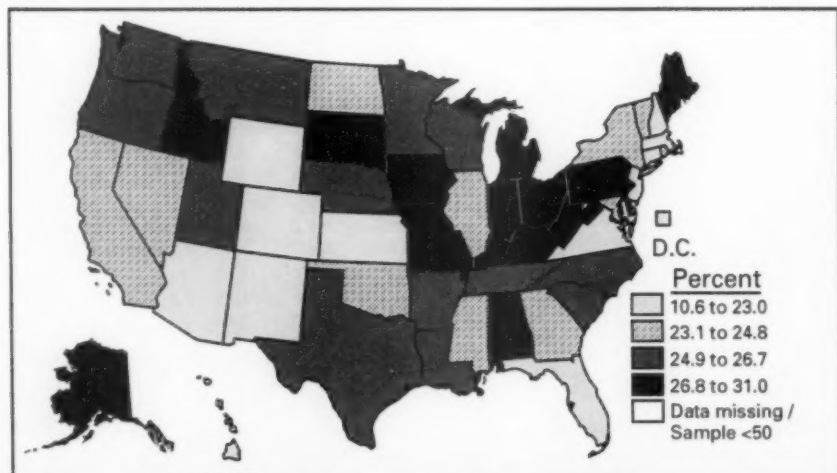 D.C.
Percent
10.6 to 23.0
23.1 to 24.8
24.9 to 26.7
26.8 to 31.0
Data missing /
Sample <50